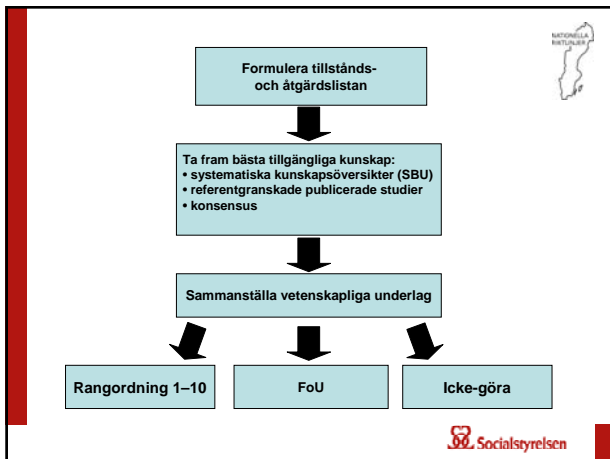 NATIONELLA
RIKTLINJER
Formulera tillstånds-
och åtgärdslistan
Ta fram bästa tillgängliga kunskap:
• systematiska kunskapsöversikter (SBU)
• referentgranskade publicerade studier
• konsensus
Sammanställa vetenskapliga underlag
Rangordning 1–10
FoU
Icke-göra
Socialstyrelsen